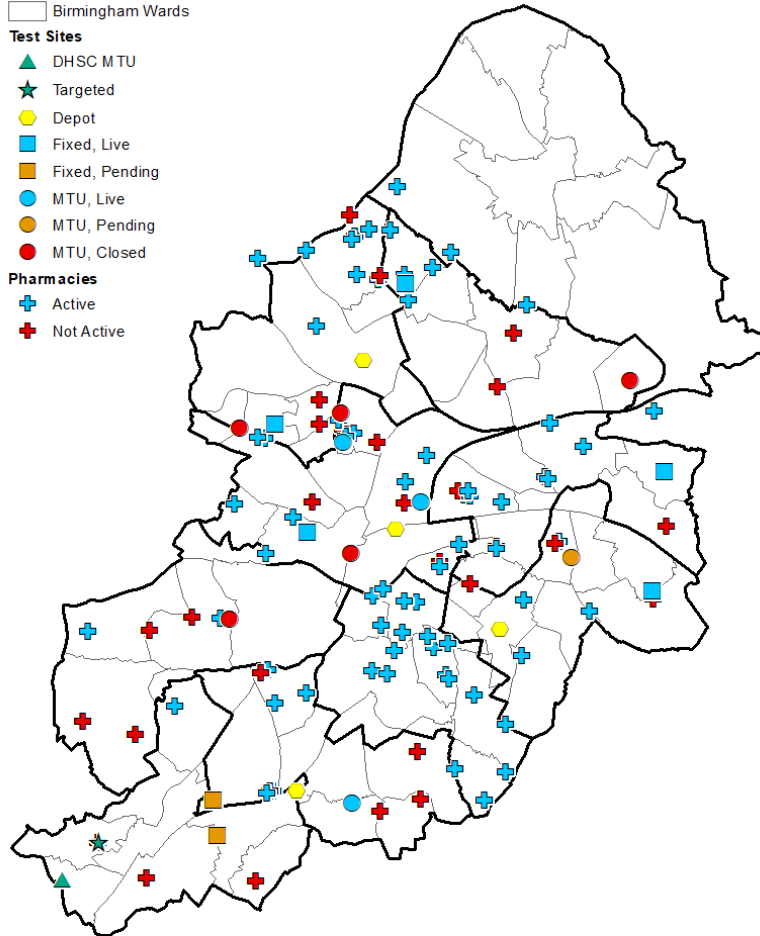 Birmingham Wards
Test Sites
DHSC MTU
Targeted
Depot
Fixed, Live
Fixed, Pending
MTU, Live
MTU, Pending
MTU, Closed
Pharmacies
Active
Not Active